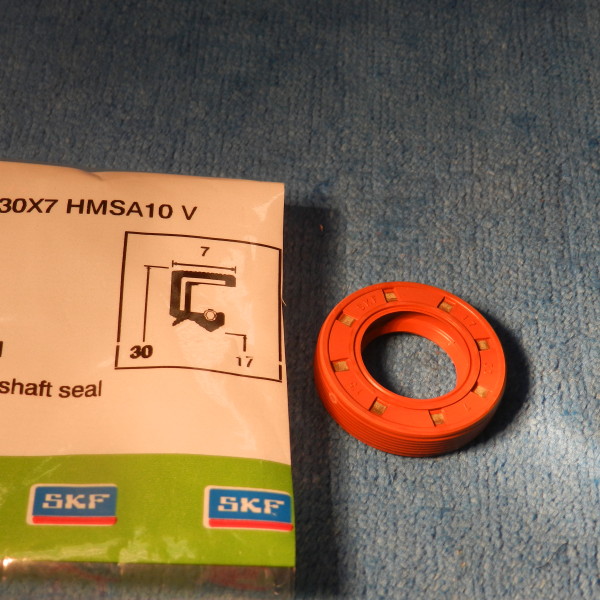 30X7 HMSA10 V
7
30
17
shaft seal
SKF
SKF